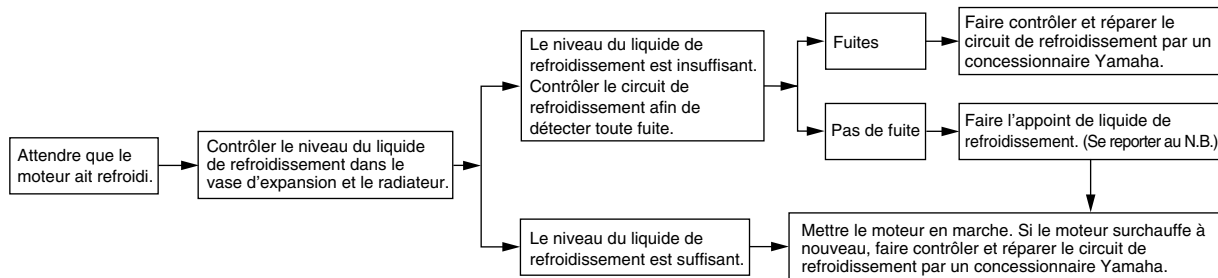 Attendre que le
moteur ait refroidi.
Contrôler le niveau du liquide
de refroidissement dans le
vase d’expansion et le radiateur.
Le niveau du liquide de
refroidissement est insuffisant.
Contrôler le circuit de
refroidissement afin de
détecter toute fuite.
Fuites
Faire contrôler et réparer le
circuit de refroidissement par un
concessionnaire Yamaha.
Pas de fuite
Faire l’appoint de liquide de
refroidissement. (Se reporter au N.B.)
Le niveau du liquide de
refroidissement est suffisant.
Mettre le moteur en marche. Si le moteur surchauffe à
nouveau, faire contrôler et réparer le circuit de
refroidissement par un concessionnaire Yamaha.